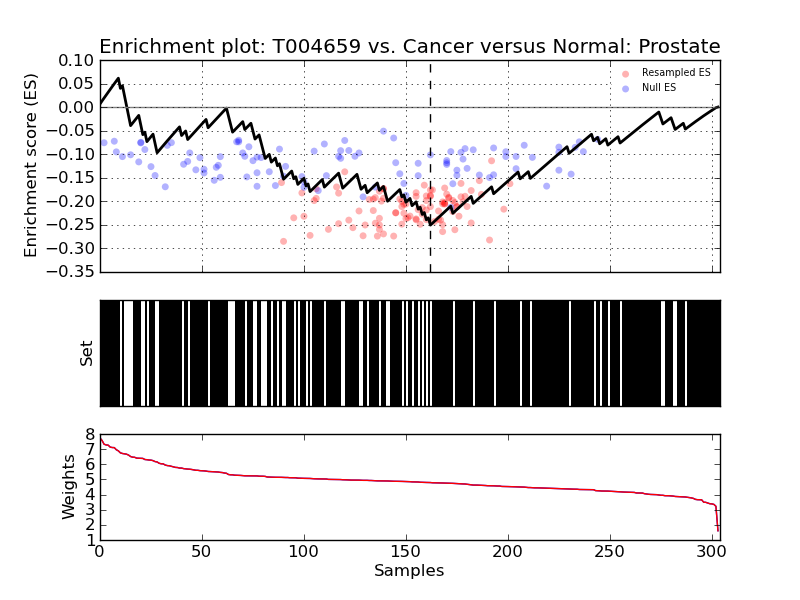 Enrichment plot: T004659 vs. Cancer versus Normal: Prostate
Enrichment score (ES)
0.10
0.05
0.00
−0.05
−0.10
−0.15
−0.20
−0.25
−0.30
−0.35
Resampled ES
Null ES
Set
Weights
8
7
6
5
4
3
2
1
0 50 100 150 200 250 300
Samples